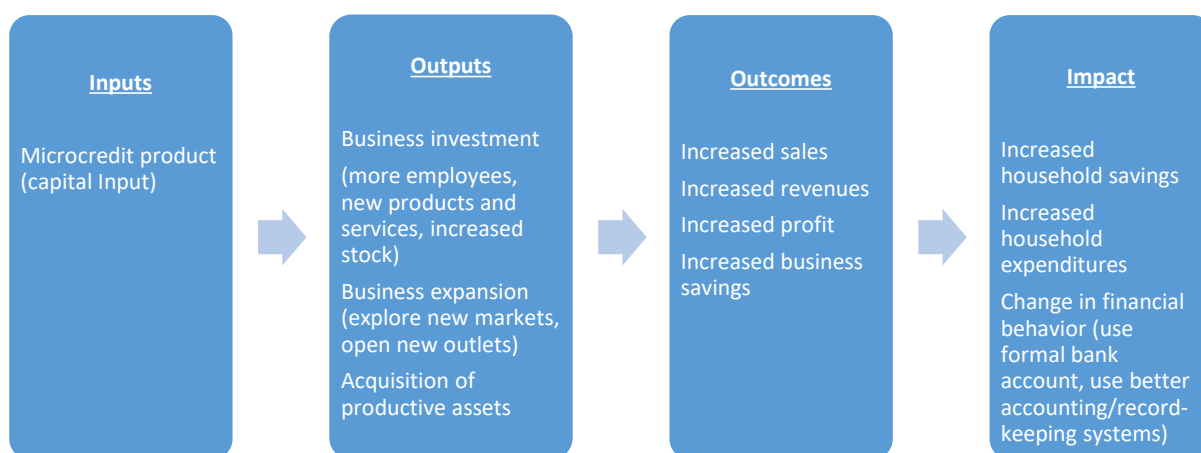 Inputs
Microcredit product
(capital Input)
Outputs
Business investment
(more employees,
new products and
services, increased
stock)
Business expansion
(explore new markets,
open new outlets)
Acquisition of
productive assets
Outcomes
Increased sales
Increased revenues
Increased profit
Increased business
savings
Impact
Increased
household savings
Increased
household
expenditures
Change in financial
behavior (use
formal bank
account, use better
accounting/record-
keeping systems)